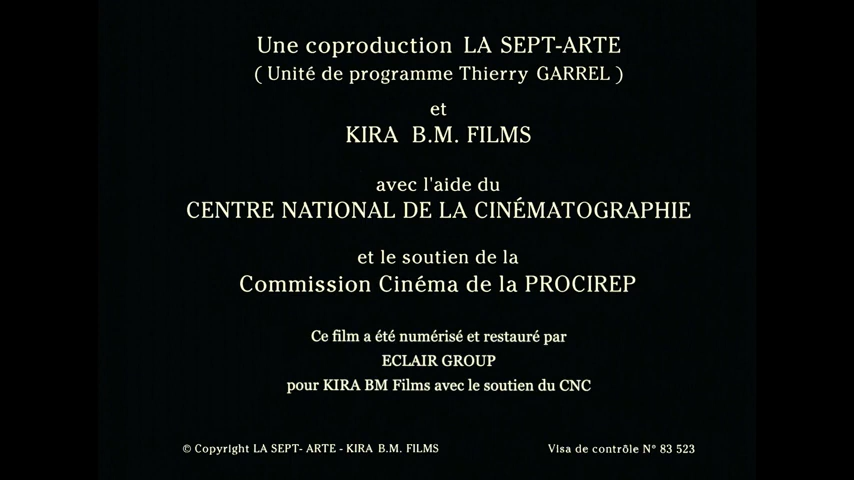 Une coproduction LA SEPT-ARTE
( Unité de programme Thierry GARREL )
et
KIRA B.M. FILMS
avec l'aide du
CENTRE NATIONAL DE LA CINÉMATOGRAPHIE
et le soutien de la
Commission Cinéma de la PROCIREP
Ce film a été numérisé et restauré par
ECLAIR GROUP
pour KIRA BM Films avec le soutien du CNC
© Copyright LA SEPT- ARTE - KIRA B.M. FILMS Visa de contrôle N° 83 523